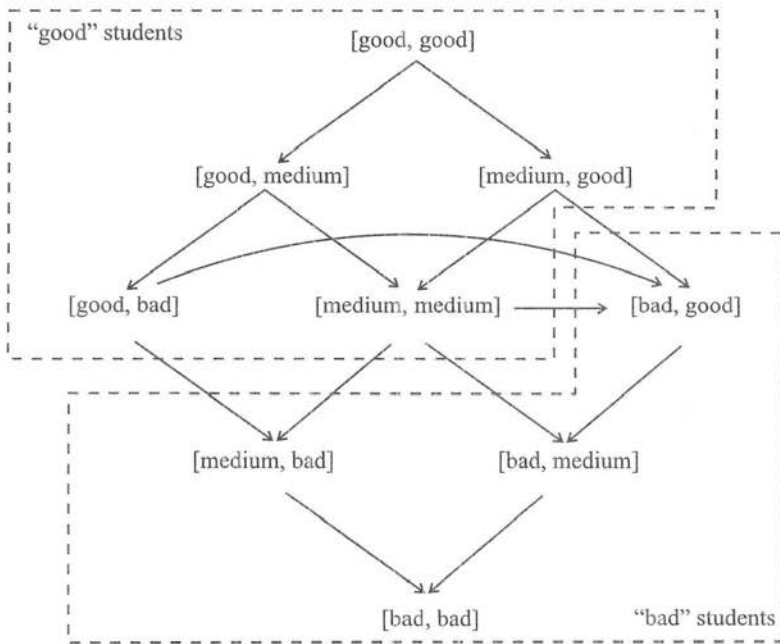 “good” students
[good, good]
[good, medium] [medium, good]
[good, bad] [medium, medium] [bad, good]
[medium, bad] [bad, medium]
[bad, bad] “bad” students